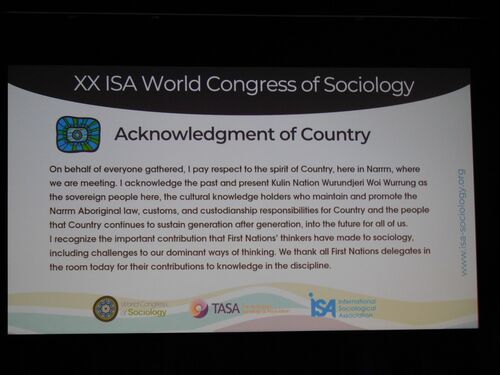 XX ISA World Congress of Sociology
Acknowledgment of Country
On behalf of everyone gathered, I pay respect to the spirit of Country, here in Narrm, where
we are meeting. I acknowledge the past and present Kulin Nation Wurundjeri Woi Wurrung as
the sovereign people here, the cultural knowledge holders who maintain and promote the
Narrm Aboriginal law, customs, and custodianship responsibilities for Country and the people
that Country continues to sustain generation after generation, into the future for all of us.
I recognize the important contribution that First Nations' thinkers have made to sociology,
including challenges to our dominant ways of thinking. We thank all First Nations delegates in
the room today for their contributions to knowledge in the discipline.
www.isa-sociology.org
World Congress
of Sociology
TASA
ISA
International
Sociological
Association